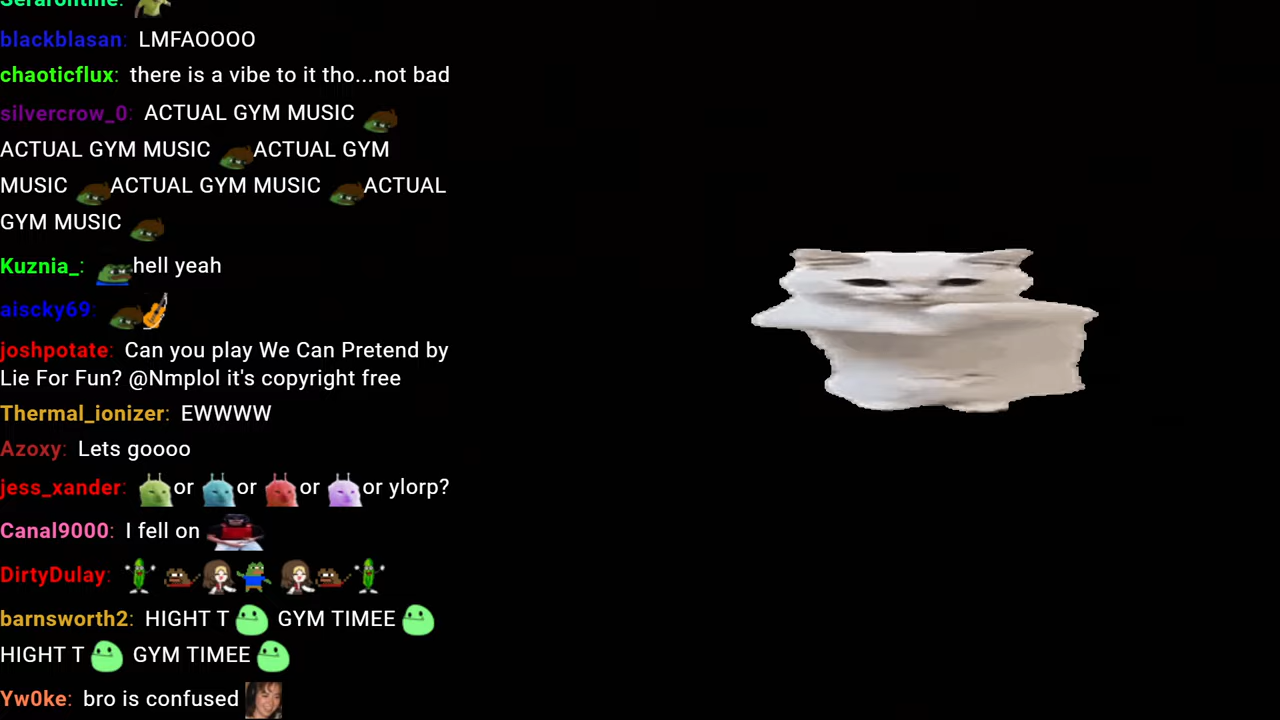 Serarontine:
blackblasan: LMFAOOOO
chaoticflux: there is a vibe to it tho...not bad
silvercrow_0: ACTUAL GYM MUSIC
ACTUAL GYM MUSIC ACTUAL GYM
MUSIC ACTUAL GYM MUSIC ACTUAL
GYM MUSIC
Kuznia_: hell yeah
aiscky69:
joshpotate: Can you play We Can Pretend by
Lie For Fun? @Nmplol it's copyright free
Thermal_ionizer: EWWWW
Azoxy: Lets goooo
jess_xander: or or or or ylorp?
Canal9000: I fell on
DirtyDulay:
barnsworth2: HIGHT T GYM TIMEE
HIGHT T GYM TIMEE
Yw0ke: bro is confused